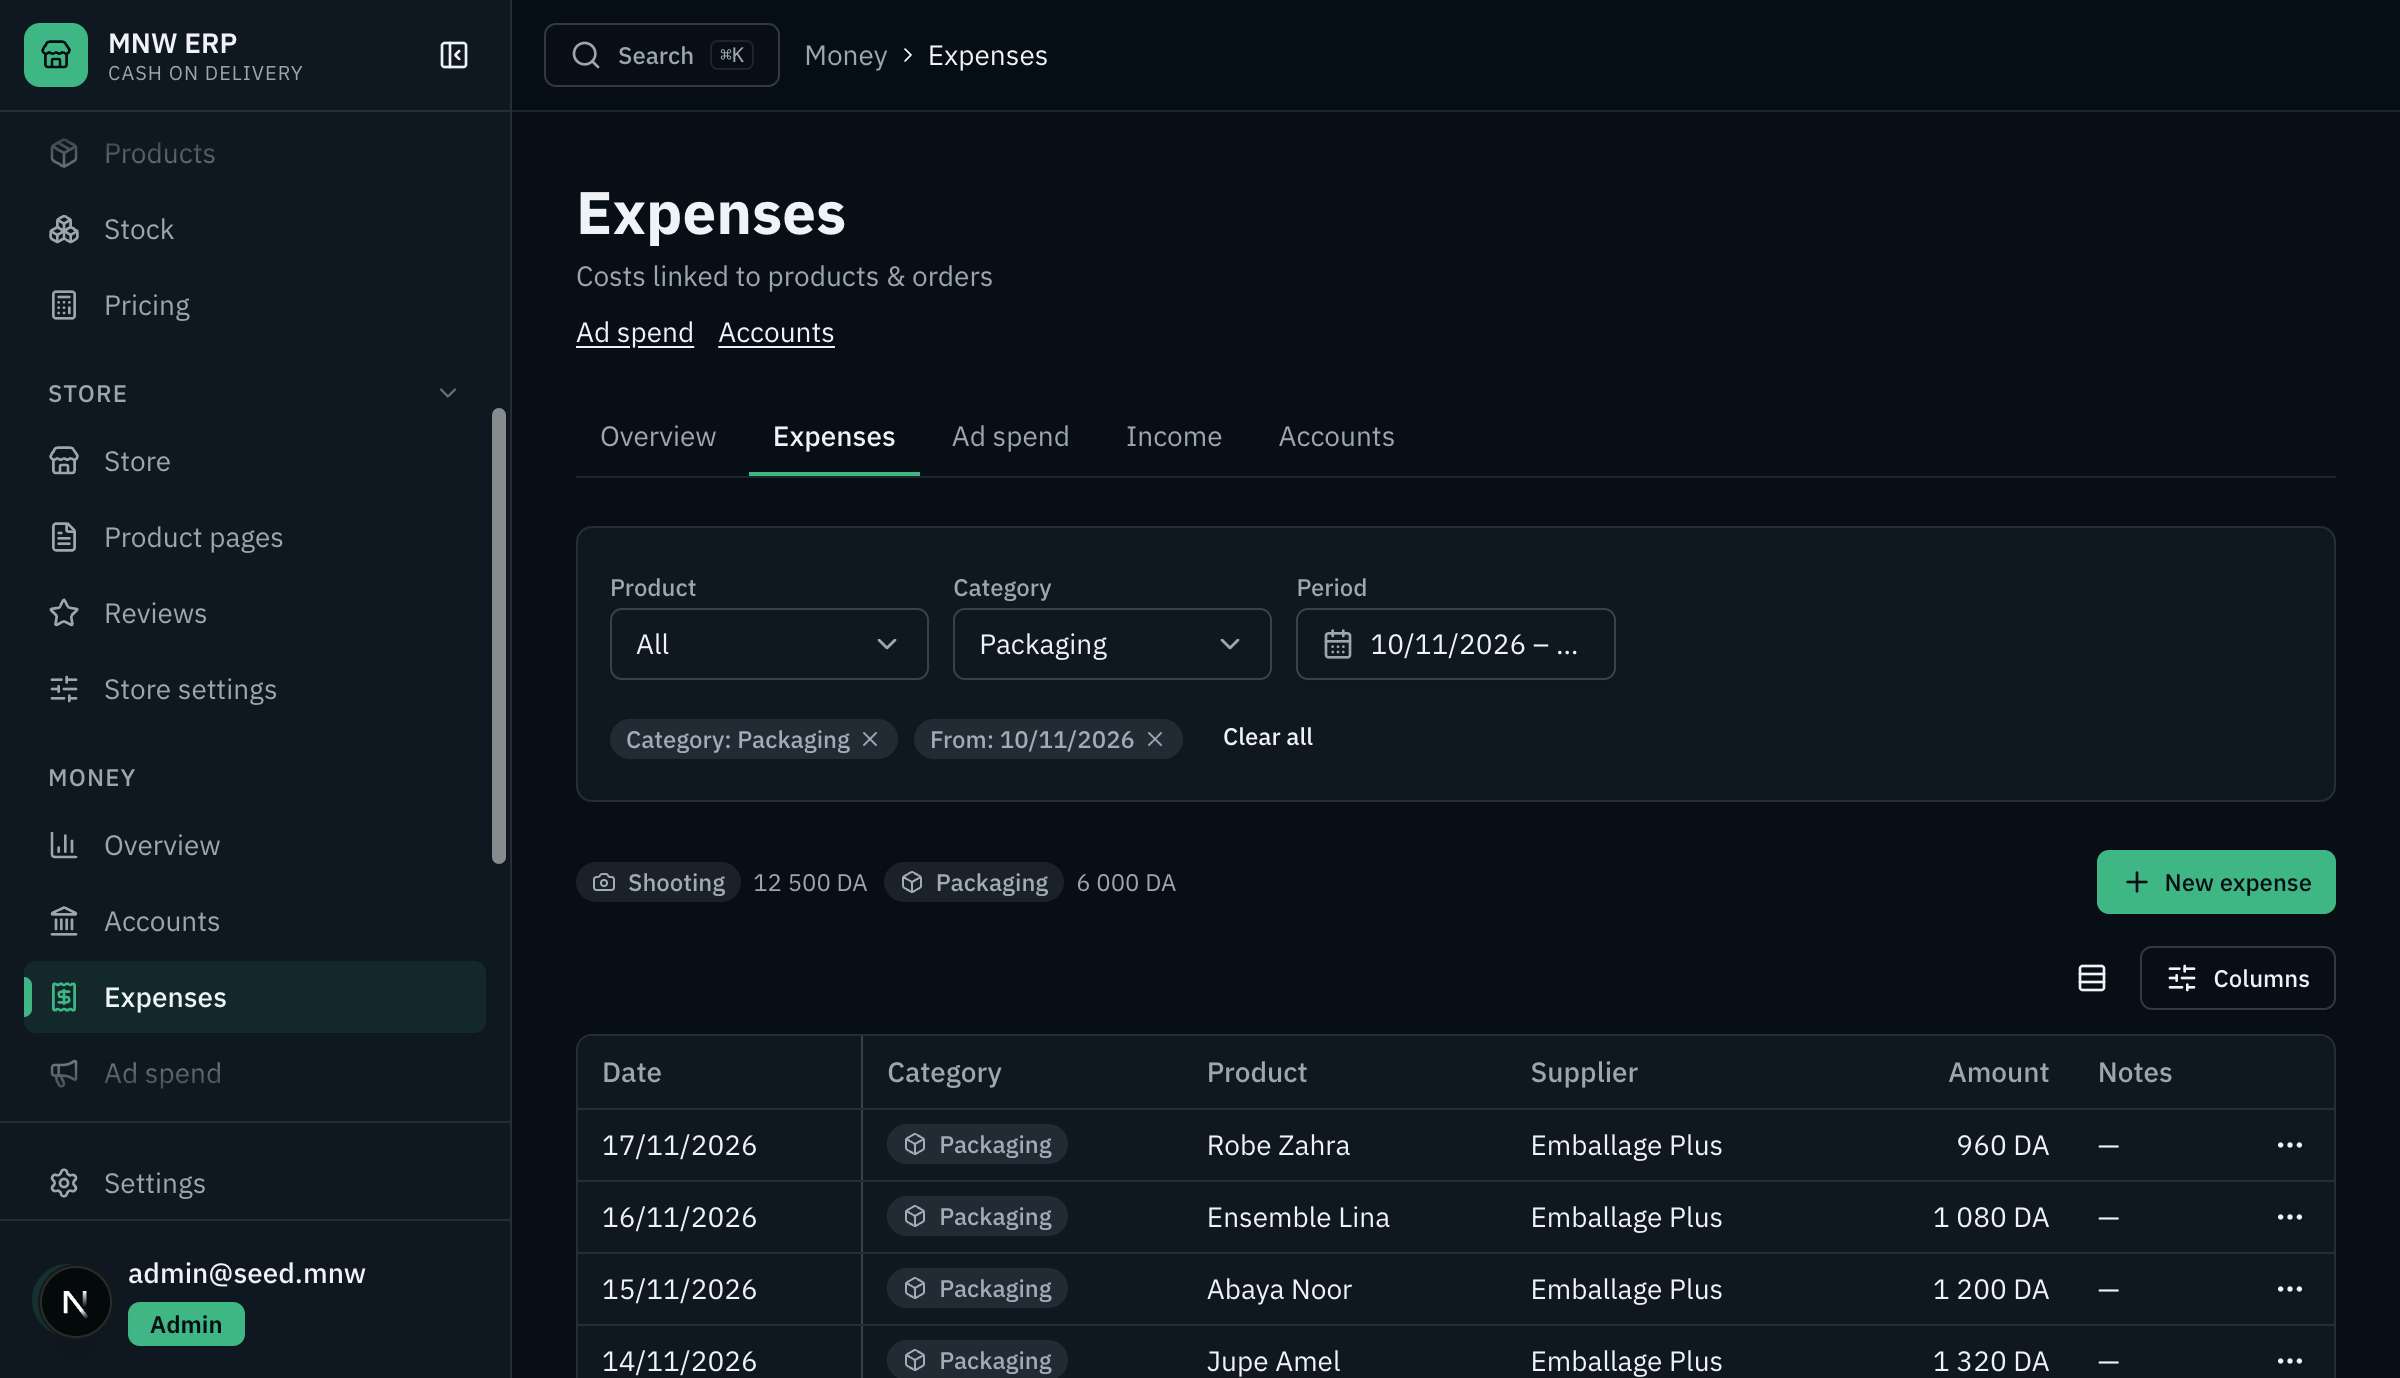 MNW ERP
CASH ON DELIVERY
Products
Stock
Pricing
STORE
Store
Product pages
Reviews
Store settings
MONEY
Overview
Accounts
Expenses
Ad spend
Settings
N
admin@seed.mnw
Admin
Search ⌘K
Money > Expenses
Expenses
Costs linked to products & orders
Ad spend Accounts
Overview Expenses Ad spend Income Accounts
Product Category Period
All Packaging 10/11/2026 – ...
Category: Packaging From: 10/11/2026 Clear all
Shooting 12 500 DA Packaging 6 000 DA
New expense
Columns
Date Category Product Supplier Amount Notes
17/11/2026 Packaging Robe Zahra Emballage Plus 960 DA —
16/11/2026 Packaging Ensemble Lina Emballage Plus 1 080 DA —
15/11/2026 Packaging Abaya Noor Emballage Plus 1 200 DA —
14/11/2026 Packaging Jupe Amel Emballage Plus 1 320 DA —